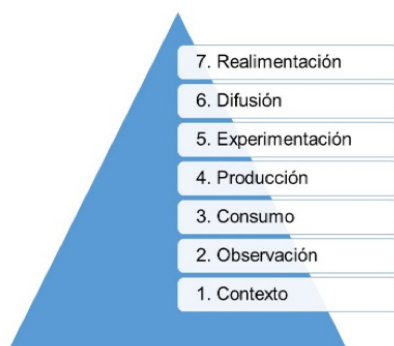 7. Realimentación
6. Difusión
5. Experimentación
4. Producción
3. Consumo
2. Observación
1. Contexto